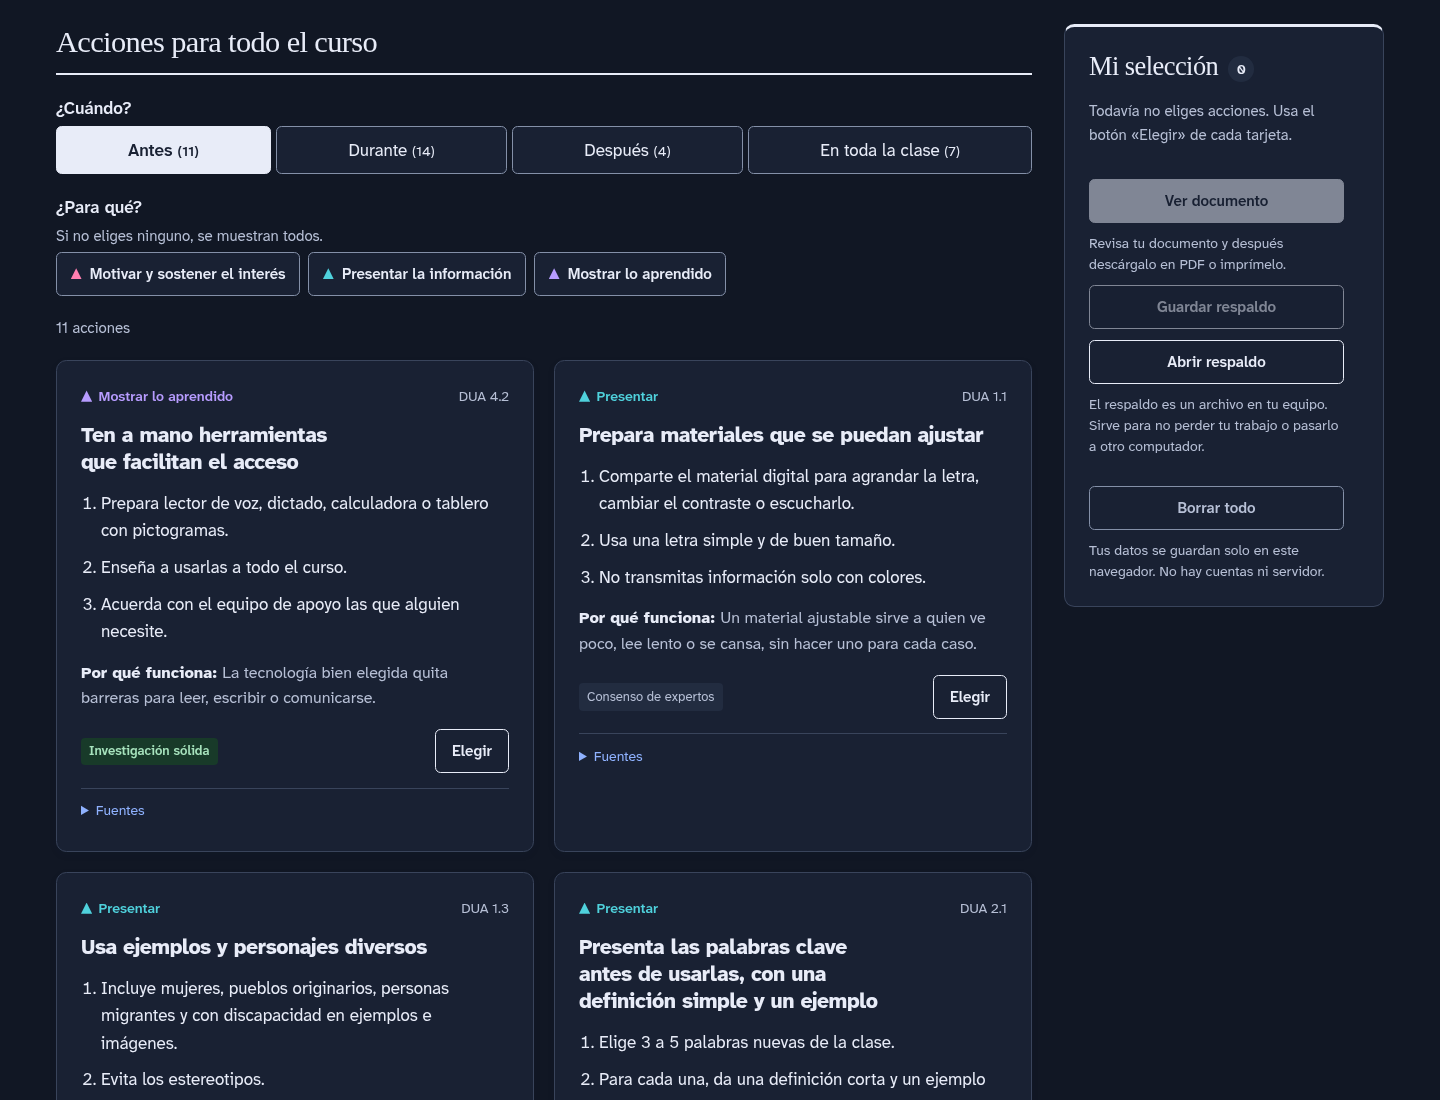 Acciones para todo el curso
¿Cuándo?
Antes (11)
Durante (14)
Después (4)
En toda la clase (7)
¿Para qué?
Si no eliges ninguno, se muestran todos.
Motivar y sostener el interés
Presentar la información
Mostrar lo aprendido
11 acciones
Mostrar lo aprendido
DUA 4.2
Ten a mano herramientas
que facilitan el acceso
1. Prepara lector de voz, dictado, calculadora o tablero
con pictogramas.
2. Enseña a usarlas a todo el curso.
3. Acuerda con el equipo de apoyo las que alguien
necesite.
Por qué funciona: La tecnología bien elegida quita
barreras para leer, escribir o comunicarse.
Investigación sólida
Elegir
Fuentes
Presentar
DUA 1.1
Prepara materiales que se puedan ajustar
1. Comparte el material digital para agrandar la letra,
cambiar el contraste o escucharlo.
2. Usa una letra simple y de buen tamaño.
3. No transmitas información solo con colores.
Por qué funciona: Un material ajustable sirve a quien ve
poco, lee lento o se cansa, sin hacer uno para cada caso.
Consenso de expertos
Elegir
Fuentes
Presentar
DUA 1.3
Usa ejemplos y personajes diversos
1. Incluye mujeres, pueblos originarios, personas
migrantes y con discapacidad en ejemplos e
imágenes.
2. Evita los estereotipos.
Presentar
DUA 2.1
Presenta las palabras clave
antes de usarlas, con una
definición simple y un ejemplo
1. Elige 3 a 5 palabras nuevas de la clase.
2. Para cada una, da una definición corta y un ejemplo
Mi selección 0
Todavía no eliges acciones. Usa el
botón «Elegir» de cada tarjeta.
Ver documento
Revisa tu documento y después
descárgalo en PDF o imprímelo.
Guardar respaldo
Abrir respaldo
El respaldo es un archivo en tu equipo.
Sirve para no perder tu trabajo o pasarlo
a otro computador.
Borrar todo
Tus datos se guardan solo en este
navegador. No hay cuentas ni servidor.